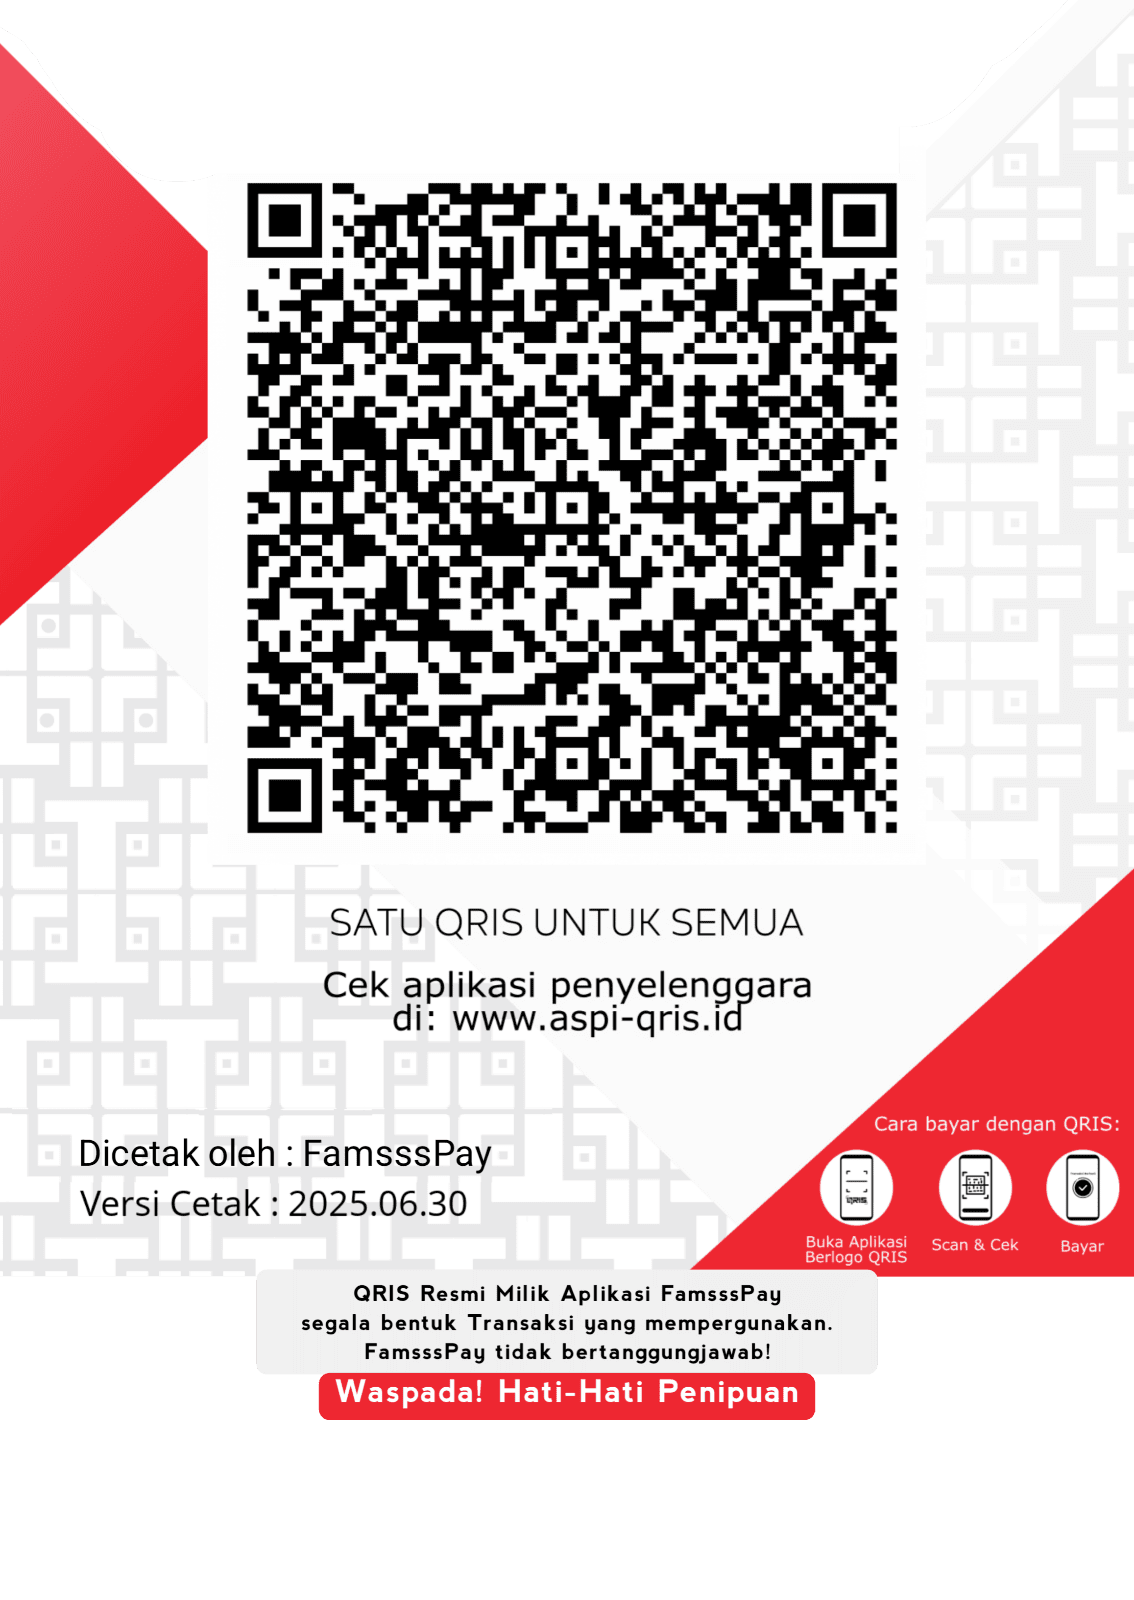 SATU QRIS UNTUK SEMUA
Cek aplikasi penyelenggara
di: www.aspi-qris.id
Dicetak oleh : FamsssPay
Versi Cetak : 2025.06.30
Cara bayar dengan QRIS:
Buka Aplikasi
Berlogo QRIS
Scan & Cek
Bayar
QRIS Resmi Milik Aplikasi FamsssPay
segala bentuk Transaksi yang mempergunakan.
FamsssPay tidak bertanggungjawab!
Waspada! Hati-Hati Penipuan